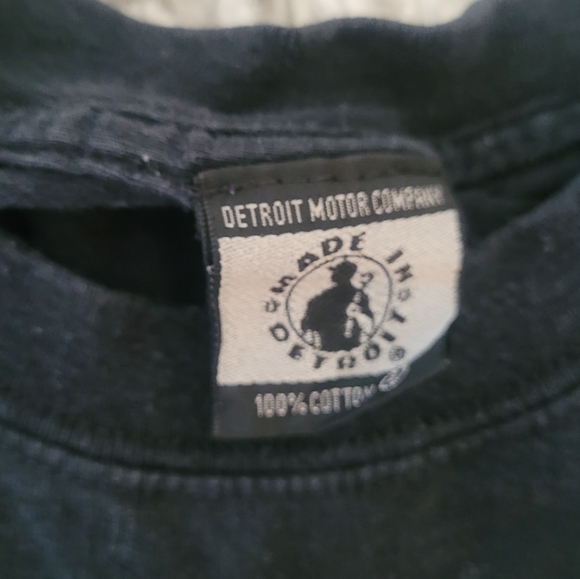 DETROIT MOTOR COMPANY
MADE IN
DETROIT
®
100% COTTON